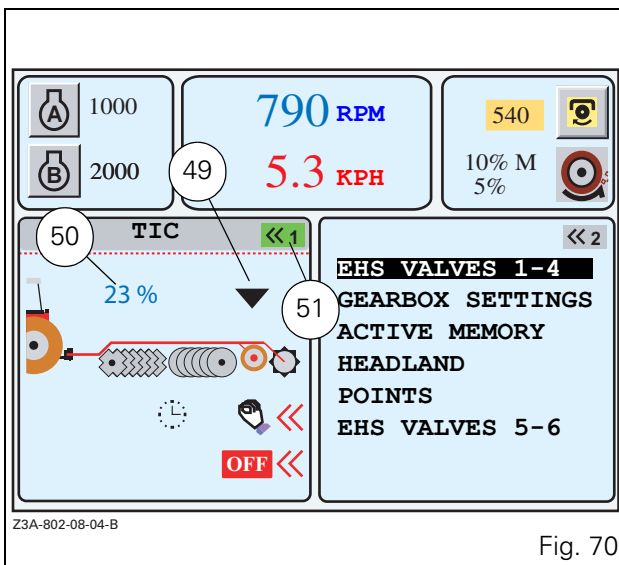 A 1000
B 2000
790 RPM
5.3 KPH
540
10% M
5%
49
50
TIC
«1
23 %
51
OFF
«2
EHS VALVES 1-4
GEARBOX SETTINGS
ACTIVE MEMORY
HEADLAND
POINTS
EHS VALVES 5-6
Z3A-802-08-04-B
Fig. 70